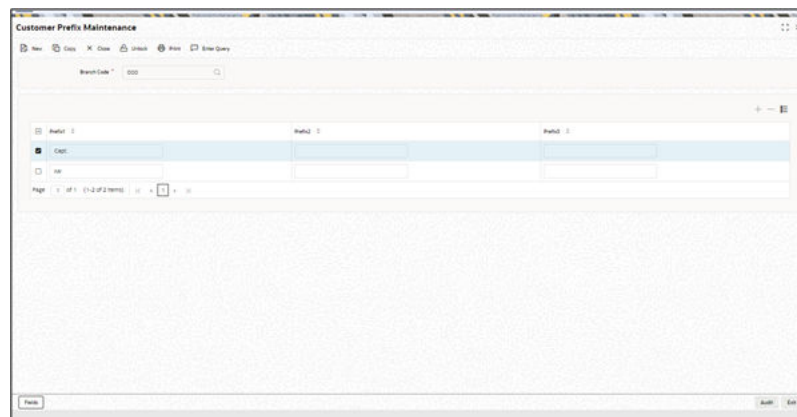 Customer Prefix Maintenance
New Copy Close Unlock Print Enter Query
Branch Code * 000
Prefix1 Prefix2 Prefix3
Capt.
Page 1 of 1 (1-2 of 2 items) 1
Fields Audit Exit